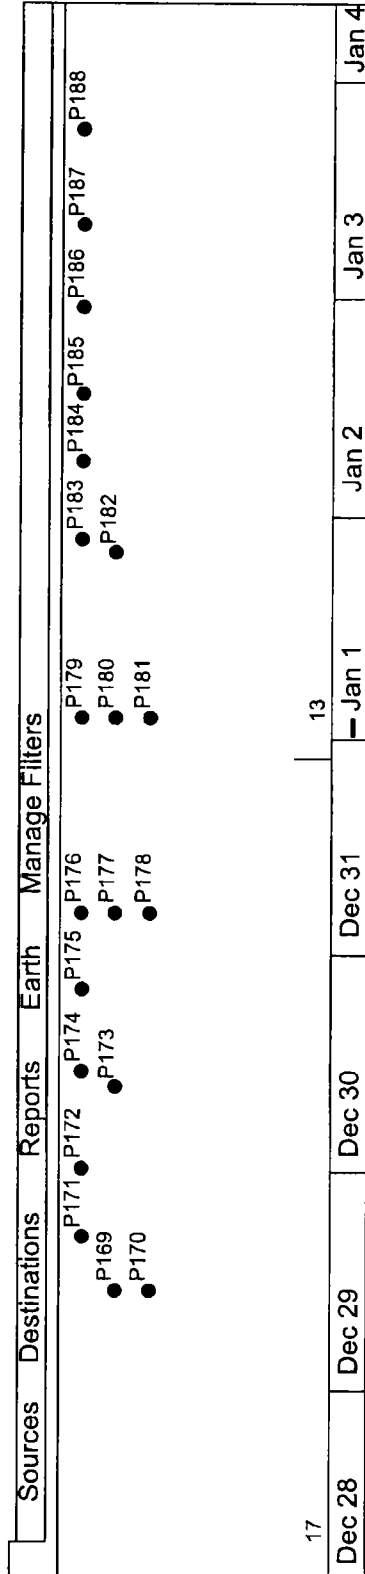 Sources Destinations Reports Earth Manage Filters
P171 P172 P174 P175 P176 P179 P183 P184 P185 P186 P187 P188
P169 P173 P177 P180 P182
P170 P178 P181
17 13
Dec 28 Dec 29 Dec 30 Dec 31 Jan 1 Jan 2 Jan 3 Jan 4